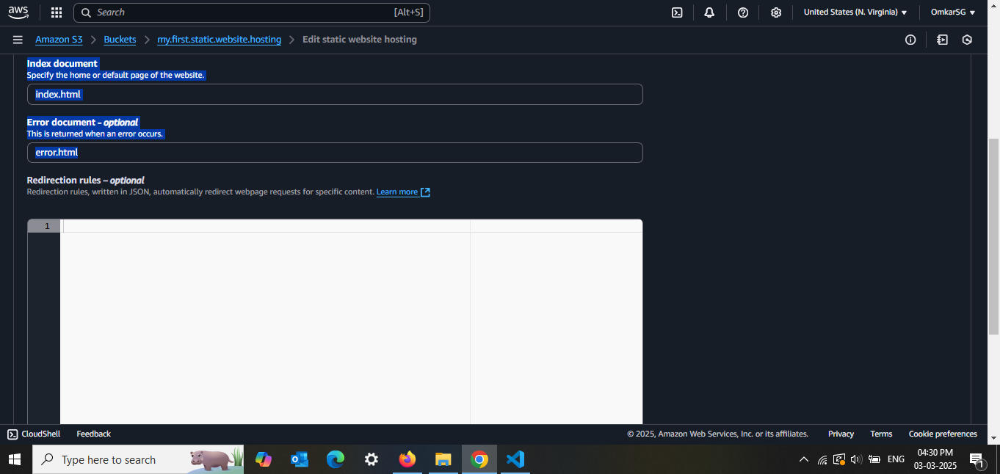 aws
Search [Alt+S]
United States (N. Virginia)
OmkarSG
Amazon S3 > Buckets > my.first.static.website.hosting > Edit static website hosting
Index document
Specify the home or default page of the website.
index.html
Error document – optional
This is returned when an error occurs.
error.html
Redirection rules – optional
Redirection rules, written in JSON, automatically redirect webpage requests for specific content. Learn more
1
CloudShell Feedback © 2025, Amazon Web Services, Inc. or its affiliates. Privacy Terms Cookie preferences
Type here to search
ENG
04:30 PM
03-03-2025
1